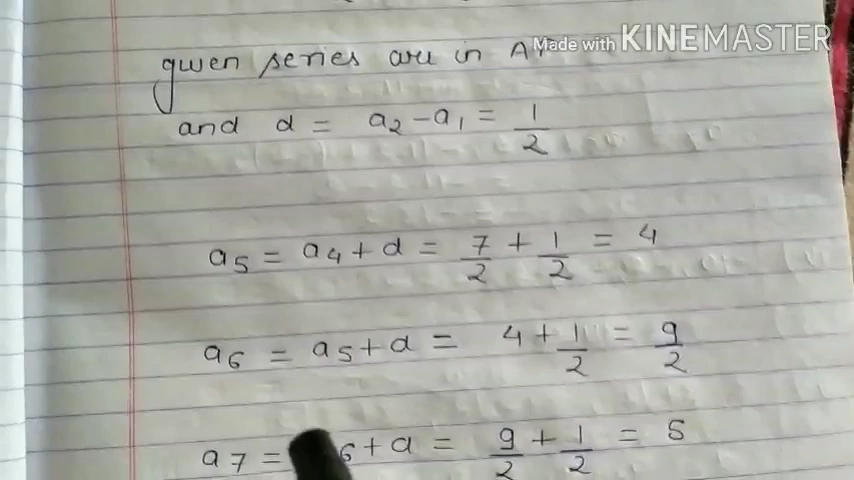 Made with KINEMASTER
given series are in AP
and d = a₂ - a₁ = 1/2
a₅ = a₄ + d = 7/2 + 1/2 = 4
a₆ = a₅ + d = 4 + 1/2 = 9/2
a₇ = 6 + d = 9/2 + 1/2 = 5